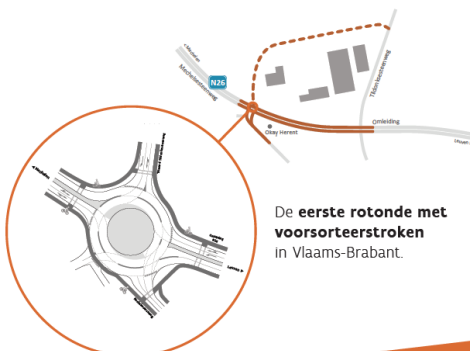 Mechelsesteenweg
N26
Tildonksesteenweg
Omleiding
Okay Herent
De eerste rotonde met
voorsorteerstroken
in Vlaams-Brabant.